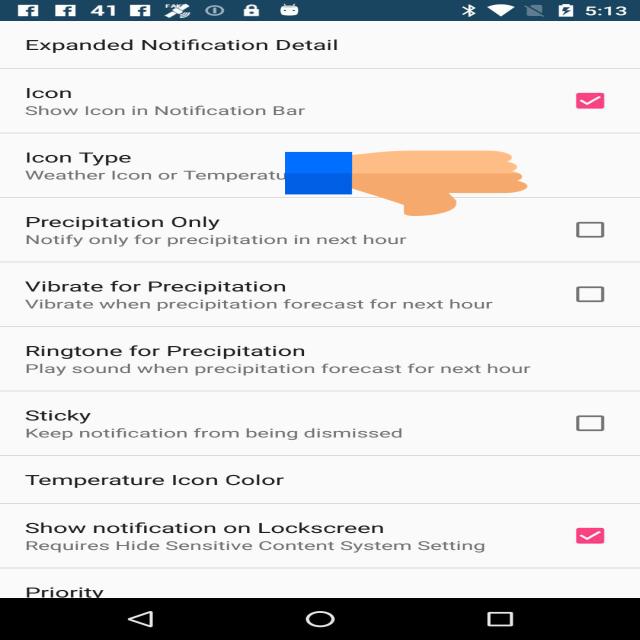 41 5:13
Expanded Notification Detail
Icon
Show Icon in Notification Bar
Icon Type
Weather Icon or
Precipitation Only
Notify only for precipitation in next hour
Vibrate for Precipitation
Vibrate when precipitation forecast for next hour
Ringtone for Precipitation
Play sound when precipitation forecast for next hour
Sticky
Keep notification from being dismissed
Temperature Icon Color
Show notification on Lockscreen
Requires Hide Sensitive Content System Setting
Priority